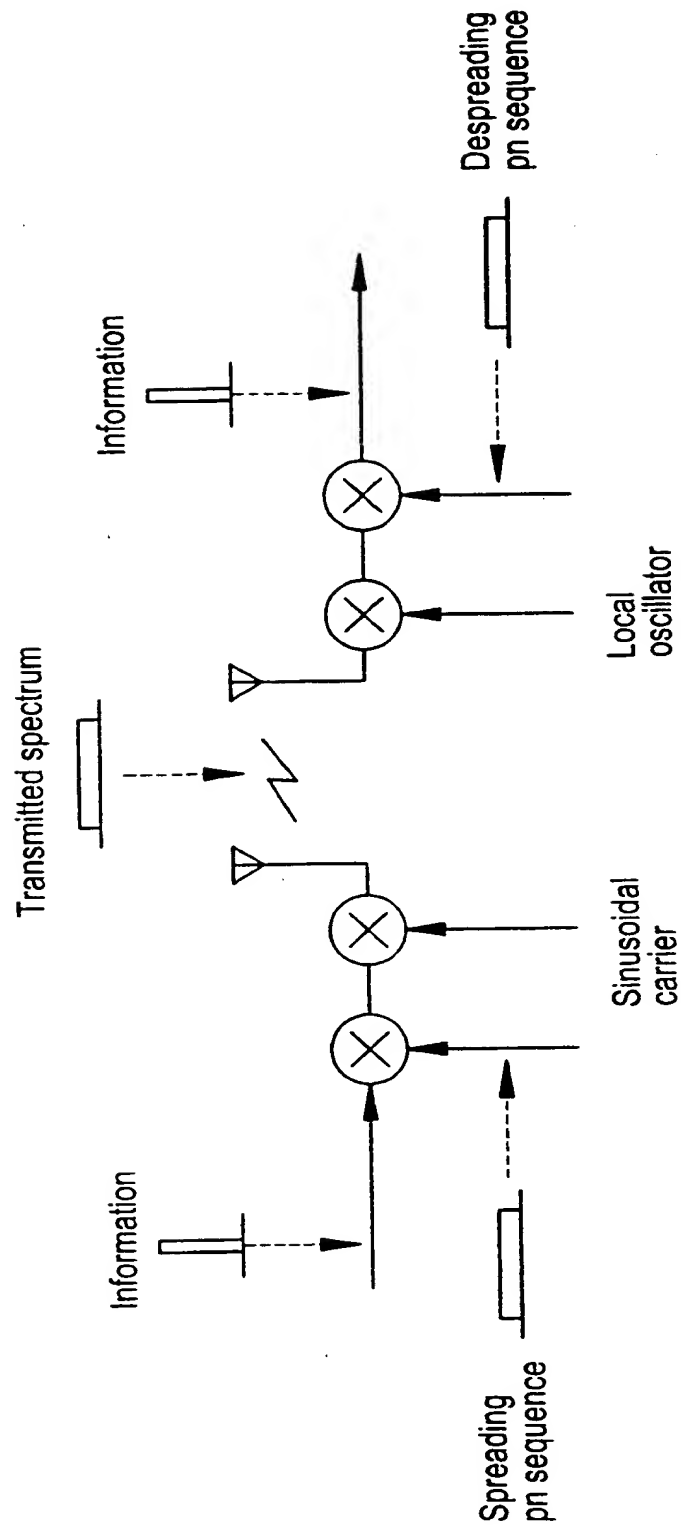 Transmitted spectrum
Information
Information
Spreading
pn sequence
Sinusoidal
carrier
Local
oscillator
Despreading
pn sequence